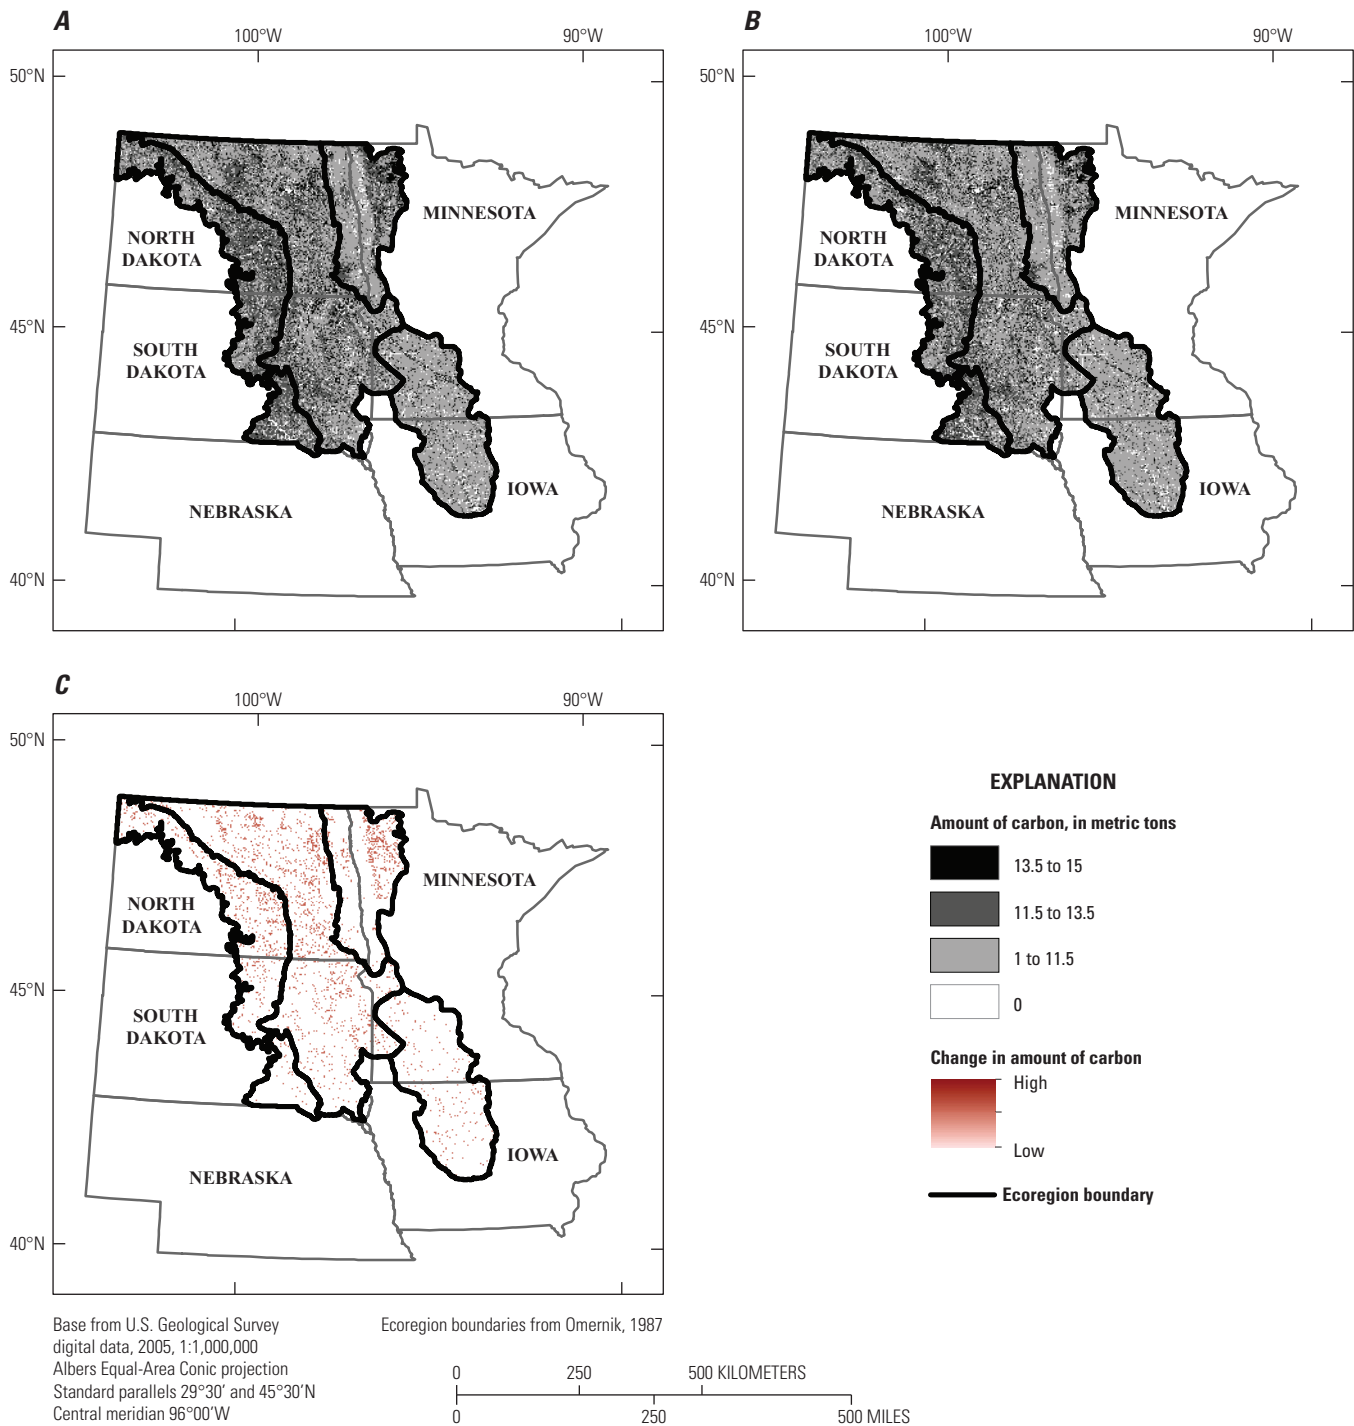 A
100°W
90°W
50°N
45°N
40°N
MINNESOTA
NORTH
DAKOTA
SOUTH
DAKOTA
NEBRASKA
IOWA
B
100°W
90°W
50°N
45°N
40°N
MINNESOTA
NORTH
DAKOTA
SOUTH
DAKOTA
NEBRASKA
IOWA
C
100°W
90°W
50°N
45°N
40°N
MINNESOTA
NORTH
DAKOTA
SOUTH
DAKOTA
NEBRASKA
IOWA
EXPLANATION
Amount of carbon, in metric tons
13.5 to 15
11.5 to 13.5
1 to 11.5
0
Change in amount of carbon
High
Low
Ecoregion boundary
Base from U.S. Geological Survey
digital data, 2005, 1:1,000,000
Albers Equal-Area Conic projection
Standard parallels 29°30' and 45°30'N
Central meridian 96°00'W
Ecoregion boundaries from Omernik, 1987
0 250 500 KILOMETERS
0 250 500 MILES